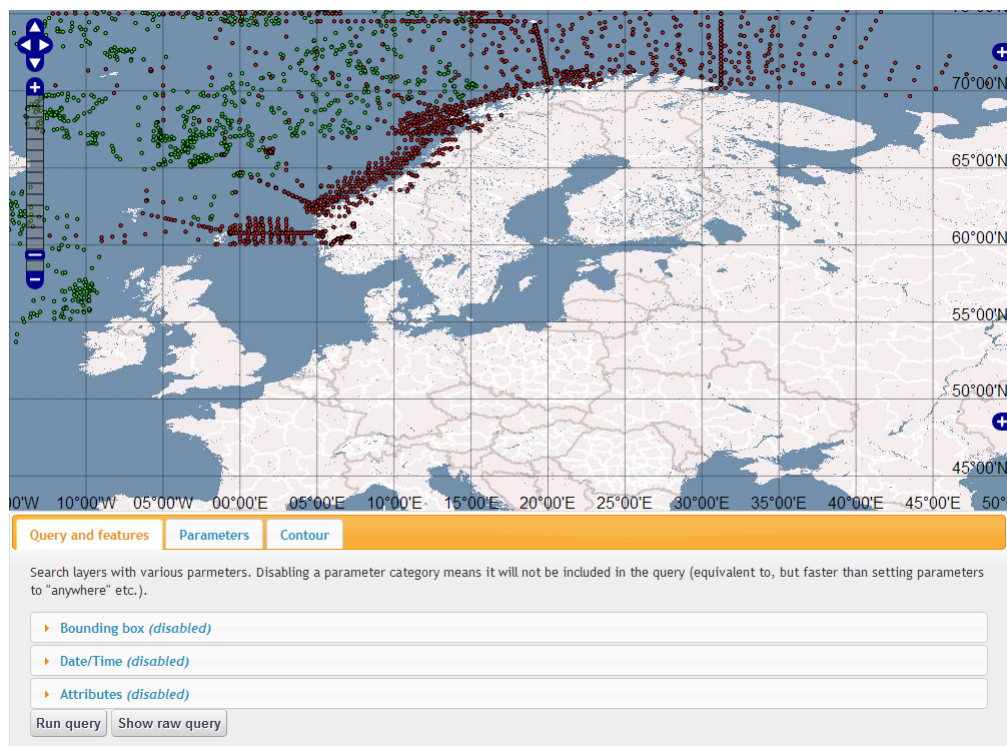 70°00'N
65°00'N
60°00'N
55°00'N
50°00'N
45°00'N
10°00'W 05°00'W 00°00'E 05°00'E 10°00'E 15°00'E 20°00'E 25°00'E 30°00'E 35°00'E 40°00'E 45°00'E
Query and features Parameters Contour
Search layers with various parmeters. Disabling a parameter category means it will not be included in the query (equivalent to, but faster than setting parameters
to "anywhere" etc.).
Bounding box (disabled)
Date/Time (disabled)
Attributes (disabled)
Run query Show raw query